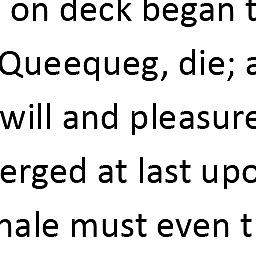 on deck began t
Queequeg, die; a
will and pleasure
erged at last upo
hale must even t